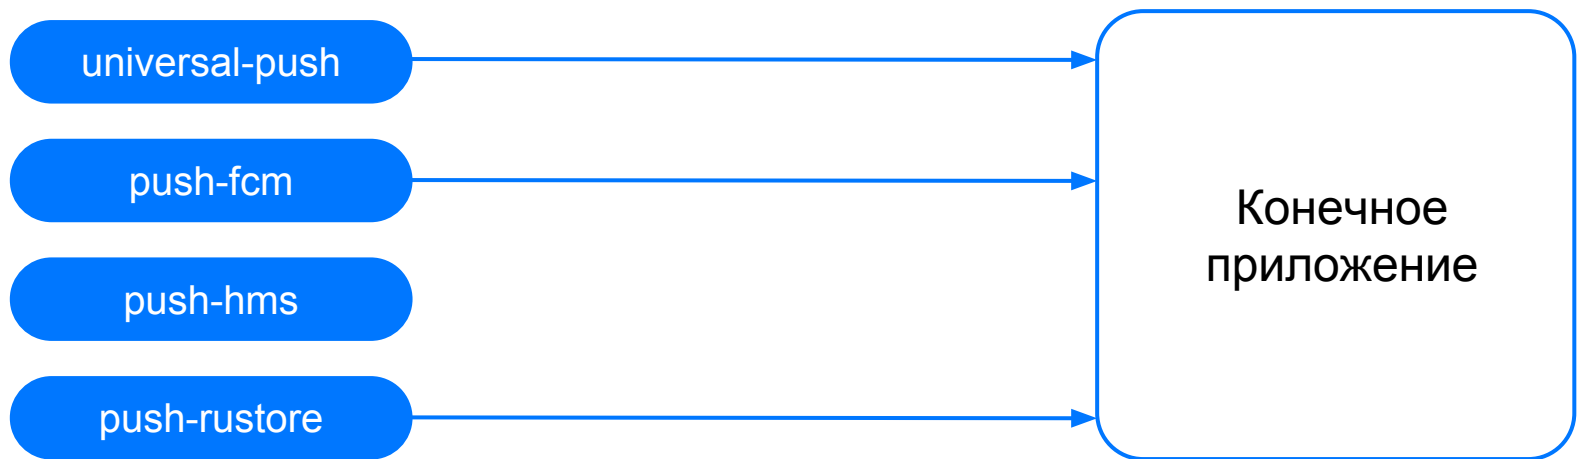 universal-push
push-fcm
push-hms
push-rustore
Конечное
приложение